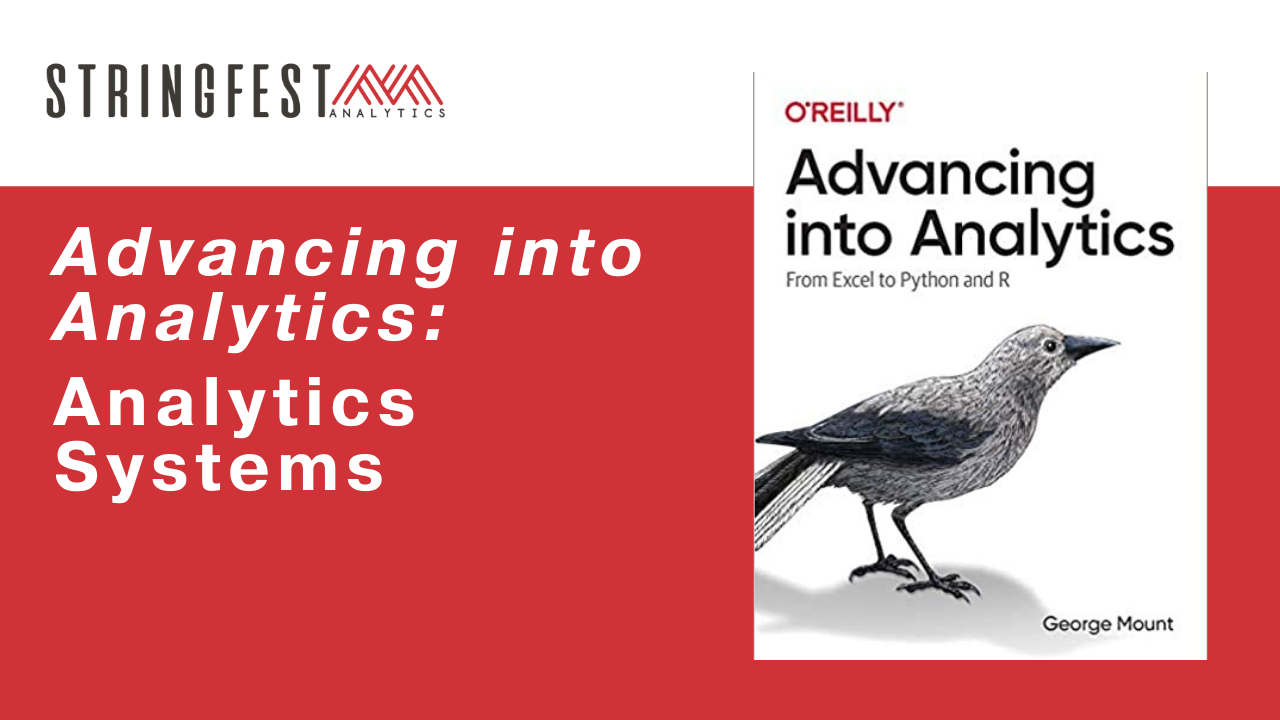 STRINGFEST
ANALYTICS
Advancing into
Analytics:
Analytics
Systems
O'REILLY®
Advancing
into Analytics
From Excel to Python and R
George Mount